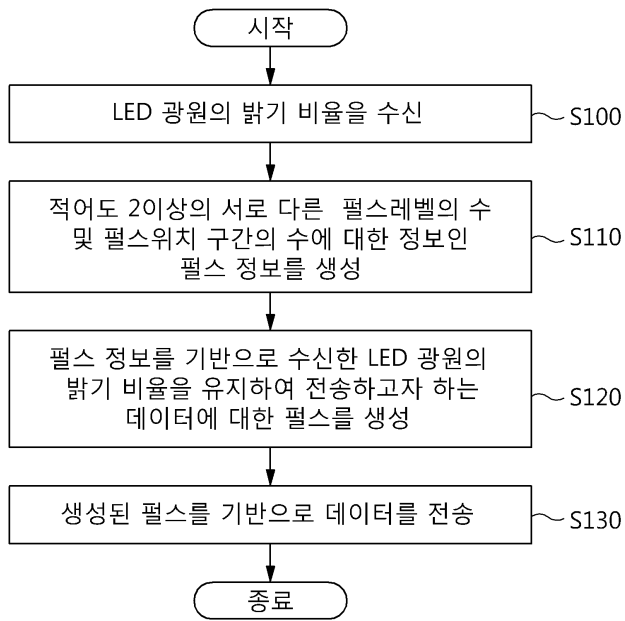 시작
LED 광원의 밝기 비율을 수신
S100
적어도 2이상의 서로 다른 펄스레벨의 수
및 펄스위치 구간의 수에 대한 정보인
펄스 정보를 생성
S110
펄스 정보를 기반으로 수신한 LED 광원의
밝기 비율을 유지하여 전송하고자 하는
데이터에 대한 펄스를 생성
S120
생성된 펄스를 기반으로 데이터를 전송
S130
종료